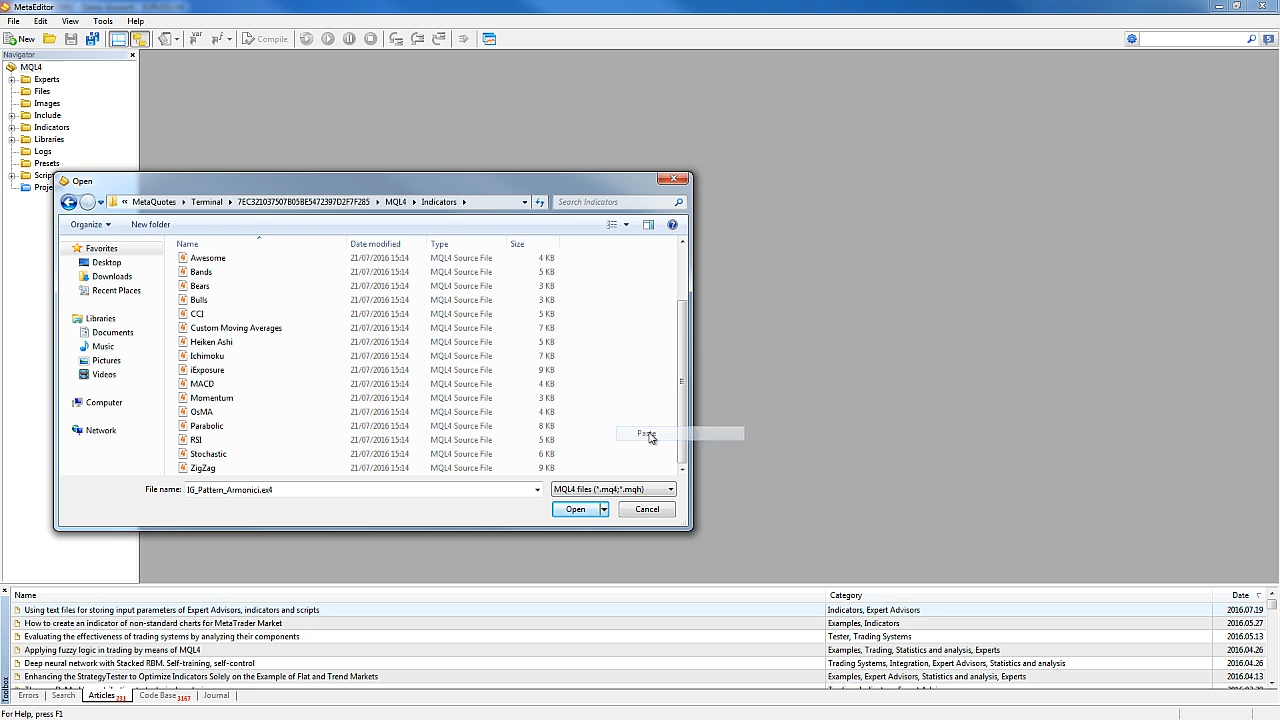 MetaEditor
File Edit View Tools Help
New Compile
Navigator
MQL4
Experts
Files
Images
Include
Indicators
Libraries
Logs
Presets
Scrip
Proje
Open
« MetaQuotes Terminal MQL4 Indicators Search Indicators
Organize New folder
Favorites
Desktop
Downloads
Recent Places
Libraries
Documents
Music
Pictures
Videos
Computer
Network
Name Date modified Type Size
Awesome 21/07/2016 15:14 MQL4 Source File 4 KB
Bands 21/07/2016 15:14 MQL4 Source File 5 KB
Bears 21/07/2016 15:14 MQL4 Source File 3 KB
Bulls 21/07/2016 15:14 MQL4 Source File 3 KB
CCI 21/07/2016 15:14 MQL4 Source File 5 KB
Custom Moving Averages 21/07/2016 15:14 MQL4 Source File 7 KB
Heiken Ashi 21/07/2016 15:14 MQL4 Source File 5 KB
Ichimoku 21/07/2016 15:14 MQL4 Source File 7 KB
iExposure 21/07/2016 15:14 MQL4 Source File 9 KB
MACD 21/07/2016 15:14 MQL4 Source File 4 KB
Momentum 21/07/2016 15:14 MQL4 Source File 3 KB
OsMA 21/07/2016 15:14 MQL4 Source File 4 KB
Parabolic 21/07/2016 15:14 MQL4 Source File 8 KB
RSI 21/07/2016 15:14 MQL4 Source File 5 KB
Stochastic 21/07/2016 15:14 MQL4 Source File 6 KB
ZigZag 21/07/2016 15:14 MQL4 Source File 9 KB
Paste
File name: IG_Pattern_Armonici.ex4 MQL4 files (*.mq4;*.mqh)
Open Cancel
Name Category Date
Using text files for storing input parameters of Expert Advisors, indicators and scripts Indicators, Expert Advisors 2016.07.19
How to create an indicator of non-standard charts for MetaTrader Market Examples, Indicators 2016.05.27
Evaluating the effectiveness of trading systems by analyzing their components Tester, Trading Systems 2016.05.13
Applying fuzzy logic in trading by means of MQL4 Examples, Trading, Statistics and analysis, Experts 2016.04.26
Deep neural network with Stacked RBM. Self-training, self-control Trading Systems, Integration, Expert Advisors, Statistics and analysis 2016.04.26
Enhancing the StrategyTester to Optimize Indicators Solely on the Example of Flat and Trend Markets Examples, Expert Advisors, Statistics and analysis, Experts 2016.04.13
Toolbox
Errors Search Articles 231 Code Base 3167 Journal
For Help, press F1